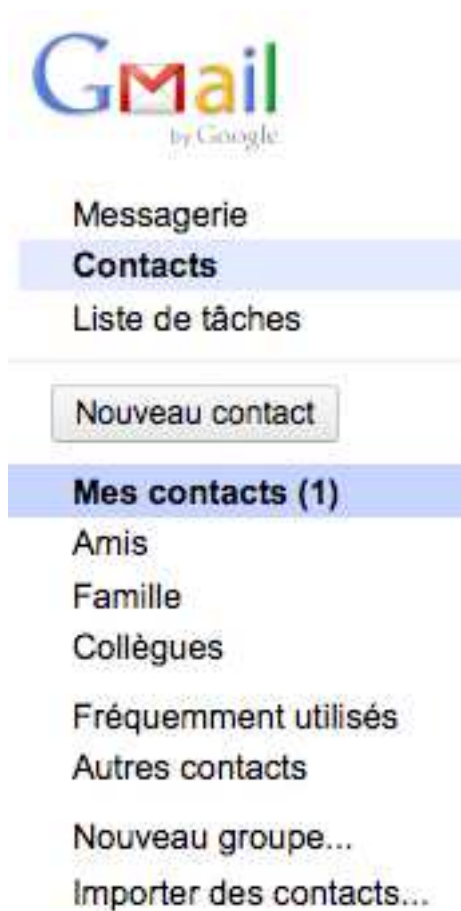 Gmail
by Google
Messagerie
Contacts
Liste de tâches
Nouveau contact
Mes contacts (1)
Amis
Famille
Collègues
Fréquemment utilisés
Autres contacts
Nouveau groupe...
Importer des contacts...